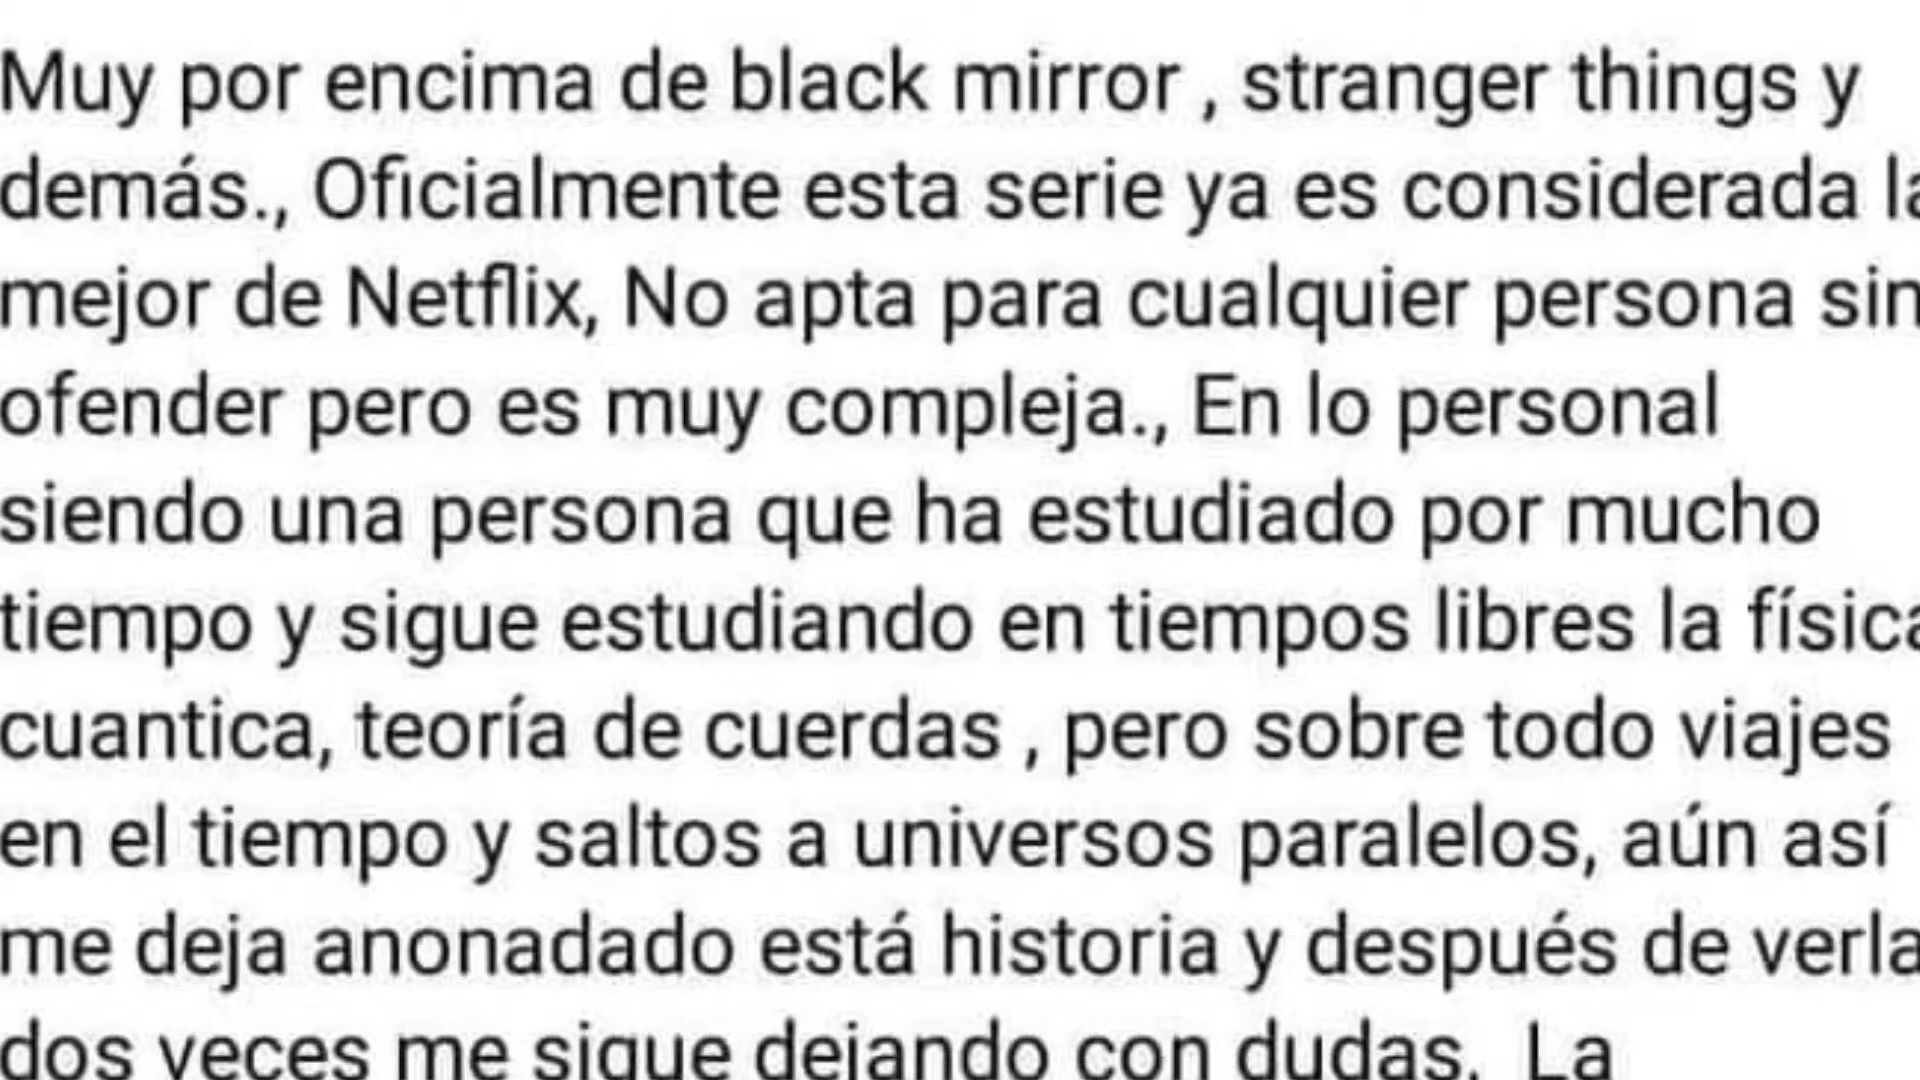 Muy por encima de black mirror , stranger things y
demás., Oficialmente esta serie ya es considerada la
mejor de Netflix, No apta para cualquier persona sin
ofender pero es muy compleja., En lo personal
siendo una persona que ha estudiado por mucho
tiempo y sigue estudiando en tiempos libres la física
cuantica, teoría de cuerdas , pero sobre todo viajes
en el tiempo y saltos a universos paralelos, aún así
me deja anonadado está historia y después de verla
dos veces me sigue dejando con dudas.  La